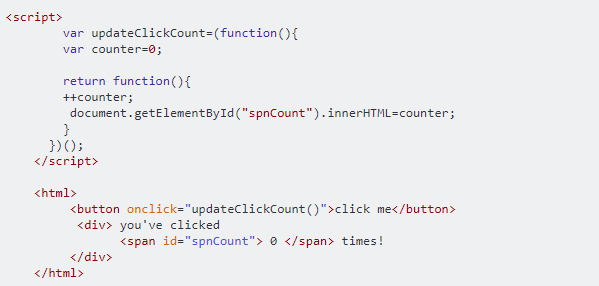 <script>
var updateClickCount=(function(){
var counter=0;
return function(){
++counter;
document.getElementById("spnCount").innerHTML=counter;
}
})();
</script>
<html>
<button onclick="updateClickCount()">click me</button>
<div> you've clicked
<span id="spnCount"> 0 </span> times!
</div>
</html>